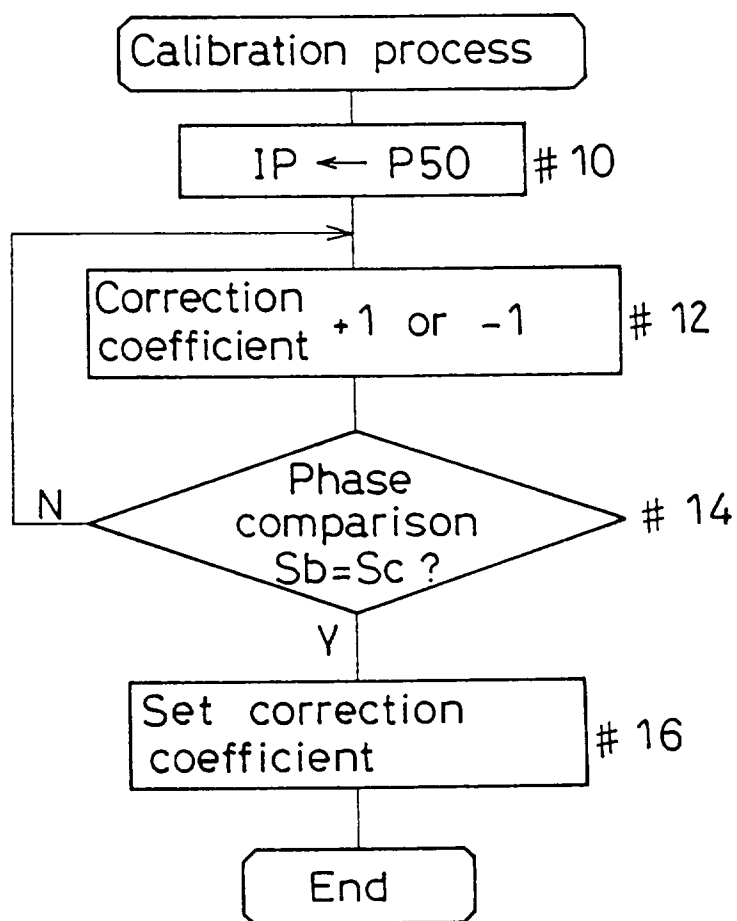 Calibration process
IP ← P50
# 10
Correction
coefficient +1 or -1
# 12
Phase
comparison
Sb=Sc ?
# 14
N
Y
Set correction
coefficient
# 16
End